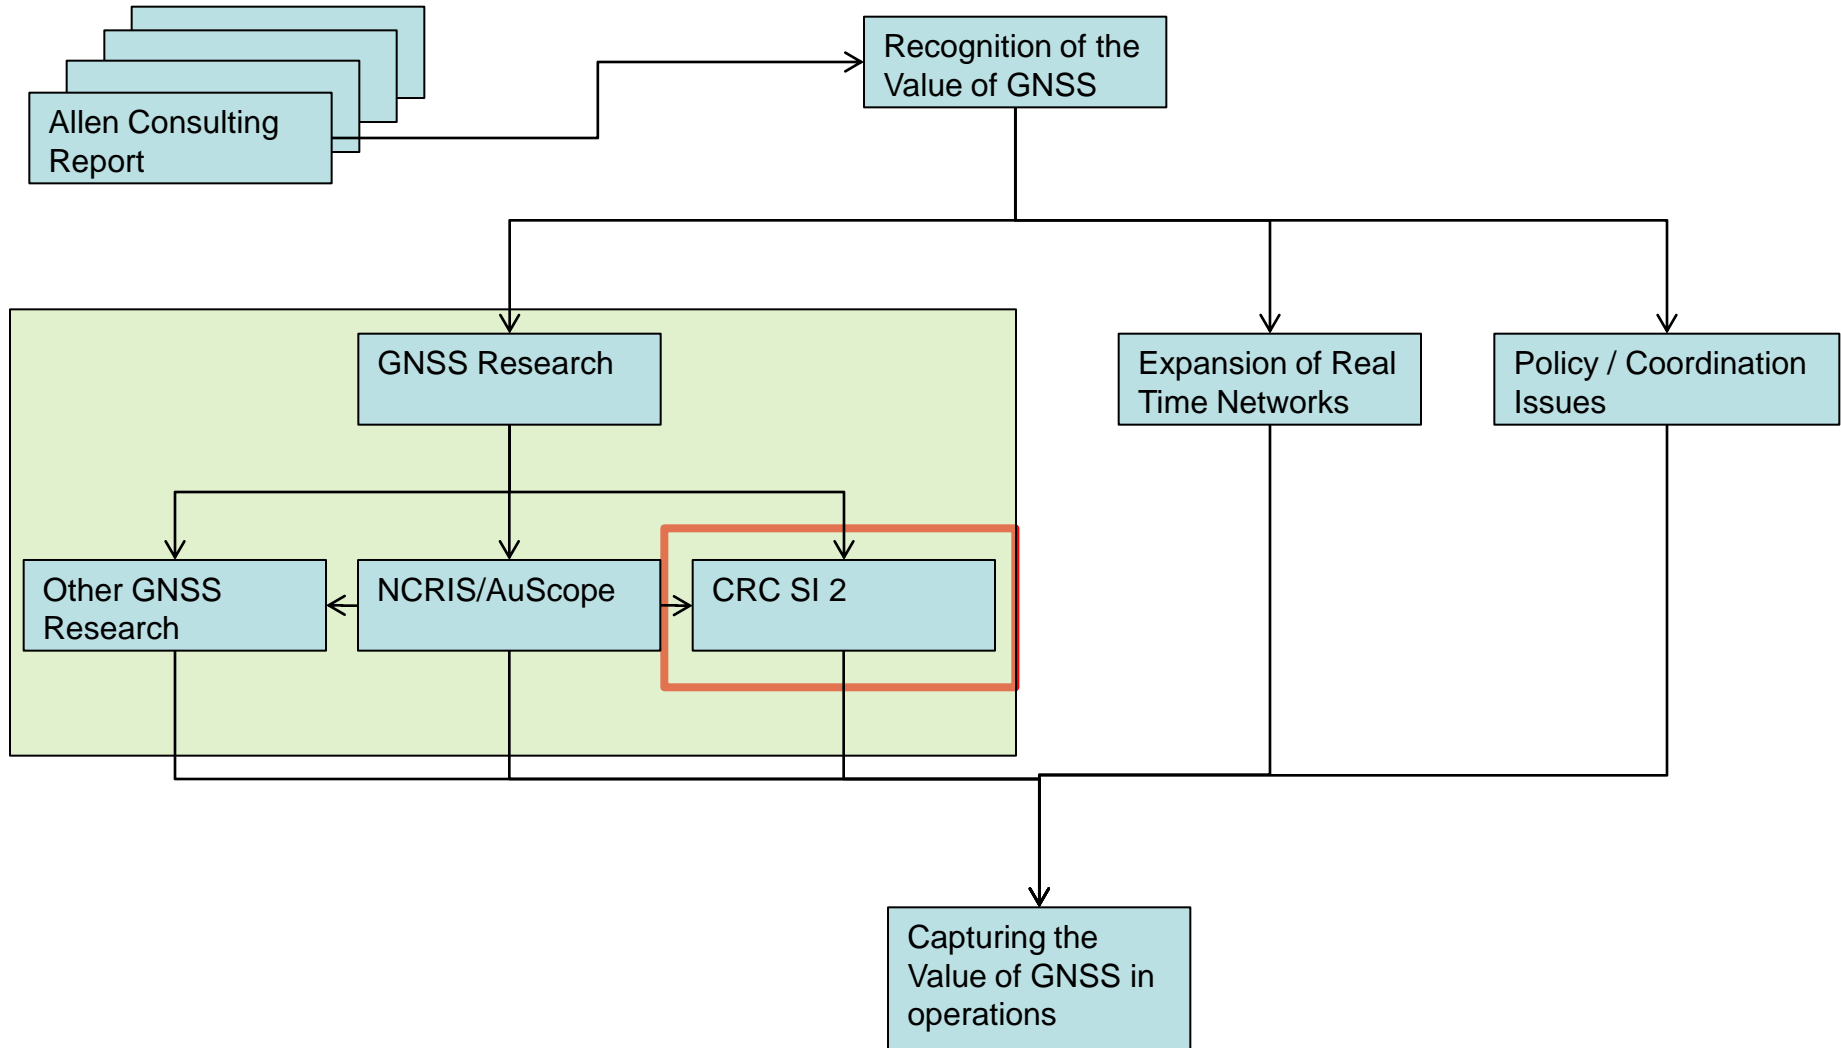 Allen Consulting
Report
Recognition of the
Value of GNSS
GNSS Research
Expansion of Real
Time Networks
Policy / Coordination
Issues
Other GNSS
Research
NCRIS/AuScope
CRC SI 2
Capturing the
Value of GNSS in
operations